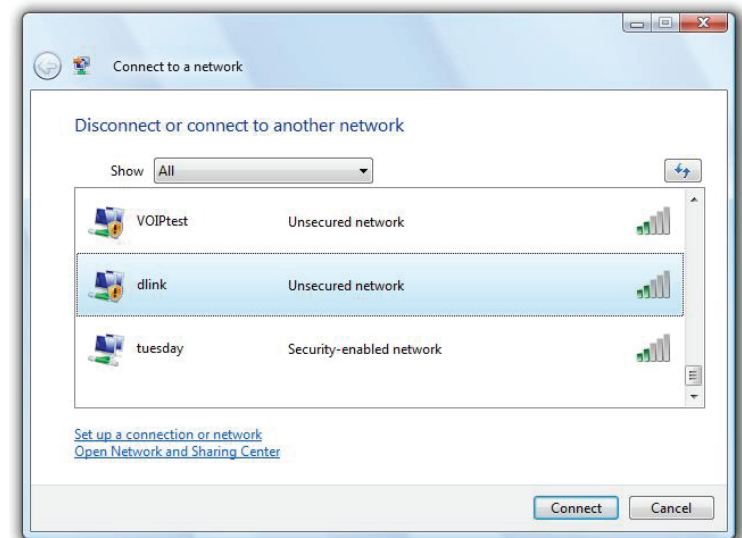 Connect to a network
Disconnect or connect to another network
Show All
VOIPtest Unsecured network
dlink Unsecured network
tuesday Security-enabled network
Set up a connection or network
Open Network and Sharing Center
Connect Cancel